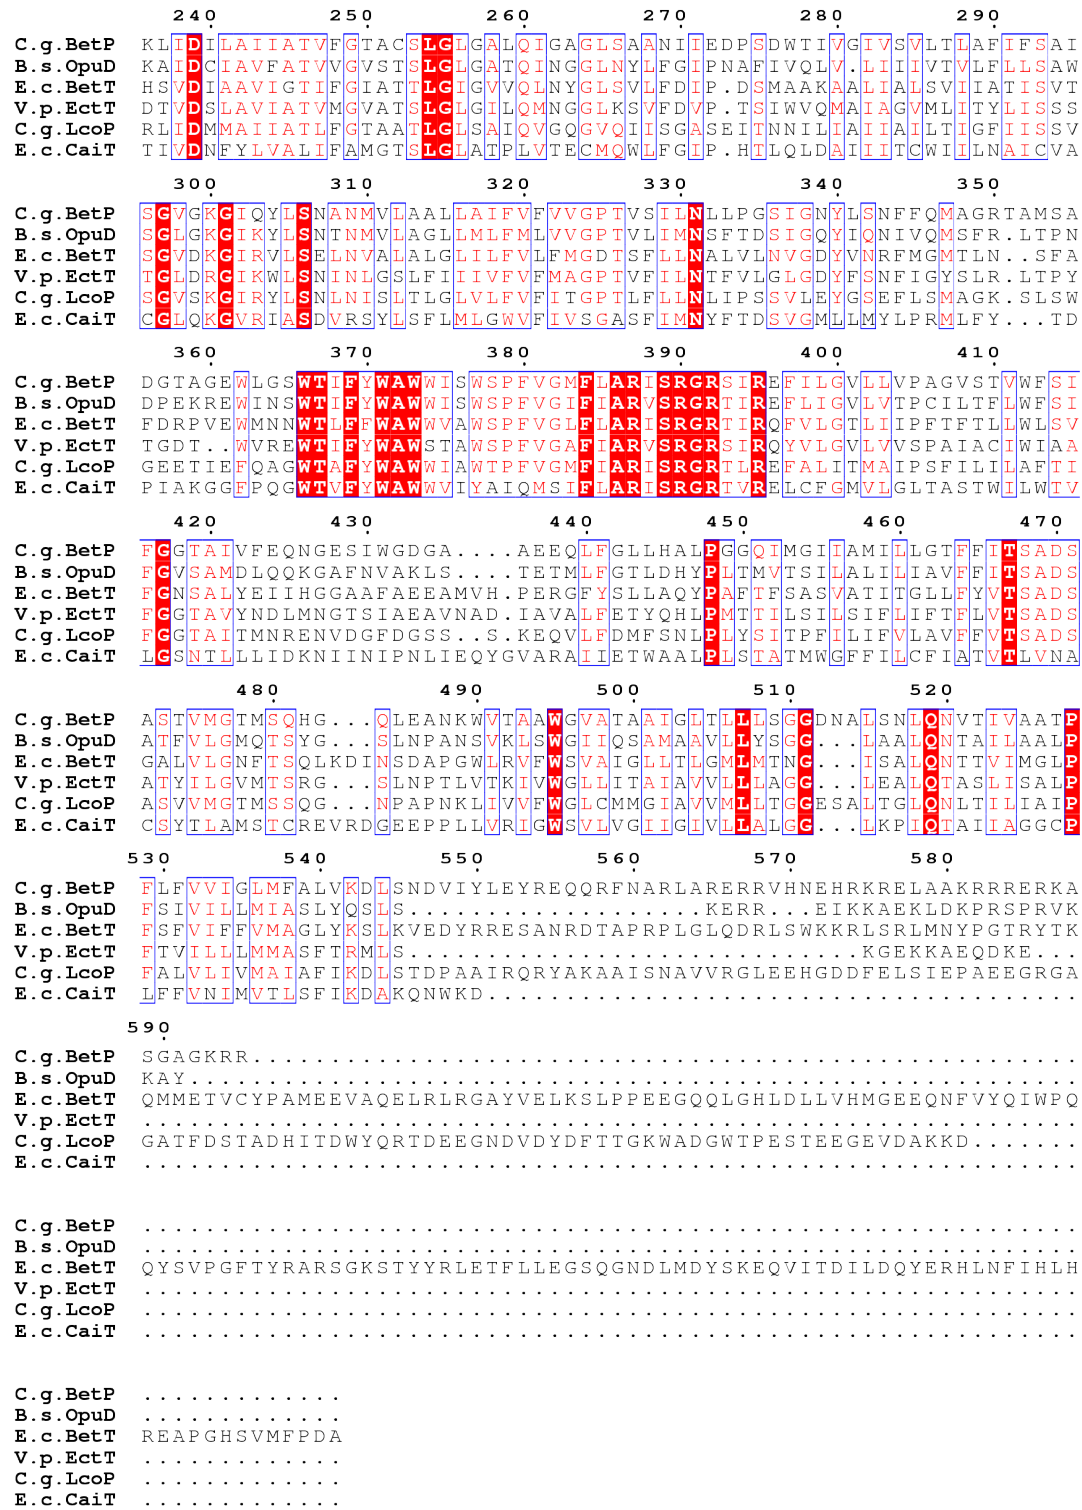 240 250 260 270 280 290
C.g.BetP KLIDILAIIATVFGTACSLGLGALQIGAGLSAANIIEDPSDWTIVGIVSVLTLAFIFSAI
B.s.OpuD KAIDCIAVFATVVGVSTSLGLGATQINGGLNYLFGIPNAFIVQLV.LIIIVTVLFLLSAW
E.c.BetT HSVDIAAVIGTIFGIATTLGIGVVQLNYGLSVLFDIP.DSMAAKAALIALSVIIATISVT
V.p.EctT DTVDSLAVIATVMGVATSLGLGILQMNGGLKSVFDVP.TSIWVQMAIAGVMLITYLISSS
C.g.LcoP RLIDMMAIIATLFGTAATLGLSAIQVGQGVQIISGASEITNNILIAIIAILTIGFIISSV
E.c.CaiT TIVDNFYLVALIFAMGTSLGLATPLVTECMQWLFGIP.HTLQLDAIIITCWIILNAICVA
300 310 320 330 340 350
C.g.BetP SGVGKGIQYLSNANMVLAALLAIFVFVVGPTVSILNLLPGSIGNYLSNFFQMAGRTAMSA
B.s.OpuD SGLGKGIKYLSNTNMVLAGLLMLFMLVVGPTVLIMNSFTDSIGQYIQNIVQMSFR.LTPN
E.c.BetT SGVDKGIRVLSELNVALALGLILFVLFMGDTSFLLNALVLNVGDYVNRFMGMTLN..SFA
V.p.EctT TGLDRGIKWLSNINLGSLFIIIVFVFMAGPTVFILNTFVLGLGDYFSNFIGYSLR.LTPY
C.g.LcoP SGVSKGIRYLSNLNISLTLGLVLFVFITGPTLFLLNLIPSSVLEYGSEFLSMAGK.SLSW
E.c.CaiT CGLQKGVRIASDVRSYLSFLMLGWVFIVSGASFIMNYFTDSVGMLLMYLPRMLFY...TD
360 370 380 390 400 410
C.g.BetP DGTAGEWLGSWTIFYWAWWISWSPFVGMFLARISRGRSIREFILGVLLVPAGVSTVWFSI
B.s.OpuD DPEKREWINSWTIFYWAWWISWSPFVGIFIARVSRGRTIREFLIGVLVTPCILTFLWFSI
E.c.BetT FDRPVEWMNNWTLFFWAWWVAWSPFVGLFLARISRGRTIRQFVLGTLIIPFTFTLLWLSV
V.p.EctT TGDT..WVREWTIFYWAWSTAWSPFVGAFIARVSRGRSIRQYVLGVLVVSPAIACIWIAA
C.g.LcoP GEETIEFQAGWTAFYWAWWIAWTPFVGMFIARISRGRTLREFALITMAIPSFILILAFTI
E.c.CaiT PIAKGGFPQGWTVFYWAWWVIYAIQMSIFLARISRGRTVRELCFGMVLGLTASTWILWTV
420 430 440 450 460 470
C.g.BetP FGGTAIVFEQNGESIWGDGA....AEEQLFGLLHALPGGQIMGIIAMILLGTFFITSADS
B.s.OpuD FGVSAMDLQQKGAFNVAKLS....TETMLFGTLDHYPLTMVTSILALILIAVFFITSADS
E.c.BetT FGNSALYEIIHGGAAFAEEAMVH.PERGFYSLLAQYPAFTFSASVATITGLLFYVTSADS
V.p.EctT FGGTAVYNDLMNGTSIAEAVNAD.IAVALFETYQHLPMTTILSILSIFLIFTFLVTSADS
C.g.LcoP FGGTAITMNRENVDGFDGSS..S.KEQVLFDMFSNLPLYSITPFILIFVLAVFFVTSADS
E.c.CaiT LGSNTLLLIDKNIINIPNLIEQYGVARAIIETWAALPLSTATMWGFFILCFIATVTLVNA
480 490 500 510 520
C.g.BetP ASTVMGTMSQHG...QLEANKWVTAAWGVATAAIGLTLLLSGGDNALSNLQNVTIVAATP
B.s.OpuD ATFVLGMQTSYG...SLNPANSVKLSWGIIQSAMAAVLLYSGG...LAALQNTAILAALP
E.c.BetT GALVLGNFTSQLKDINSDAPGWLRVFWSVAIGLLTLGMLMTNG...ISALQNTTVIMGLP
V.p.EctT ATYILGVMTSRG...SLNPTLVTKIVWGLLITAIAVVLLLAGG...LEALQTASLISALP
C.g.LcoP ASVVMGTMSSQG...NPAPNKLIVVFWGLCMMGIAVVMLLTGGESALTGLQNLTILIAIP
E.c.CaiT CSYTLAMSTCREVRDGEEPPLLVRIGWSVLVGIIGIVLLALGG...LKPIQTAIIAGGCP
530 540 550 560 570 580
C.g.BetP FLFVVIGLMFALVKDLSNDVIYLEYREQQRFNARLARERRVHNEHRKRELAAKRRRERKA
B.s.OpuD FSIVILLMIASLYQSLS...................KERR...EIKKAEKLDKPRSPRVK
E.c.BetT FSFVIFFVMAGLYKSLKVEDYRRESANRDTAPRPLGLQDRLSWKKRLSRLMNYPGTRYTK
V.p.EctT FTVILLLMMASFTRMLS.............................KGEKKAEQDKE...
C.g.LcoP FALVLIVMAIAFIKDLSTDPAAIRQRYAKAAISNAVVRGLEEHGDDFELSIEPAEEGRGA
E.c.CaiT LFFVNIMVTLSFIKDAKQNWKD......................................
590
C.g.BetP SGAGKRR.....................................................
B.s.OpuD KAY.........................................................
E.c.BetT QMMETVCYPAMEEVAQELRLRGAYVELKSLPPEEGQQLGHLDLLVHMGEEQNFVYQIWPQ
V.p.EctT ............................................................
C.g.LcoP GATFDSTADHITDWYQRTDEEGNDVDYDFTTGKWADGWTPESTEEGEVDAKKD.......
E.c.CaiT ............................................................
C.g.BetP ............................................................
B.s.OpuD ............................................................
E.c.BetT QYSVPGFTYRARSGKSTYYRLETFLLEGSQGNDLMDYSKEQVITDILDQYERHLNFIHLH
V.p.EctT ............................................................
C.g.LcoP ............................................................
E.c.CaiT ............................................................
C.g.BetP .............
B.s.OpuD .............
E.c.BetT REAPGHSVMFPDA
V.p.EctT .............
C.g.LcoP .............
E.c.CaiT .............